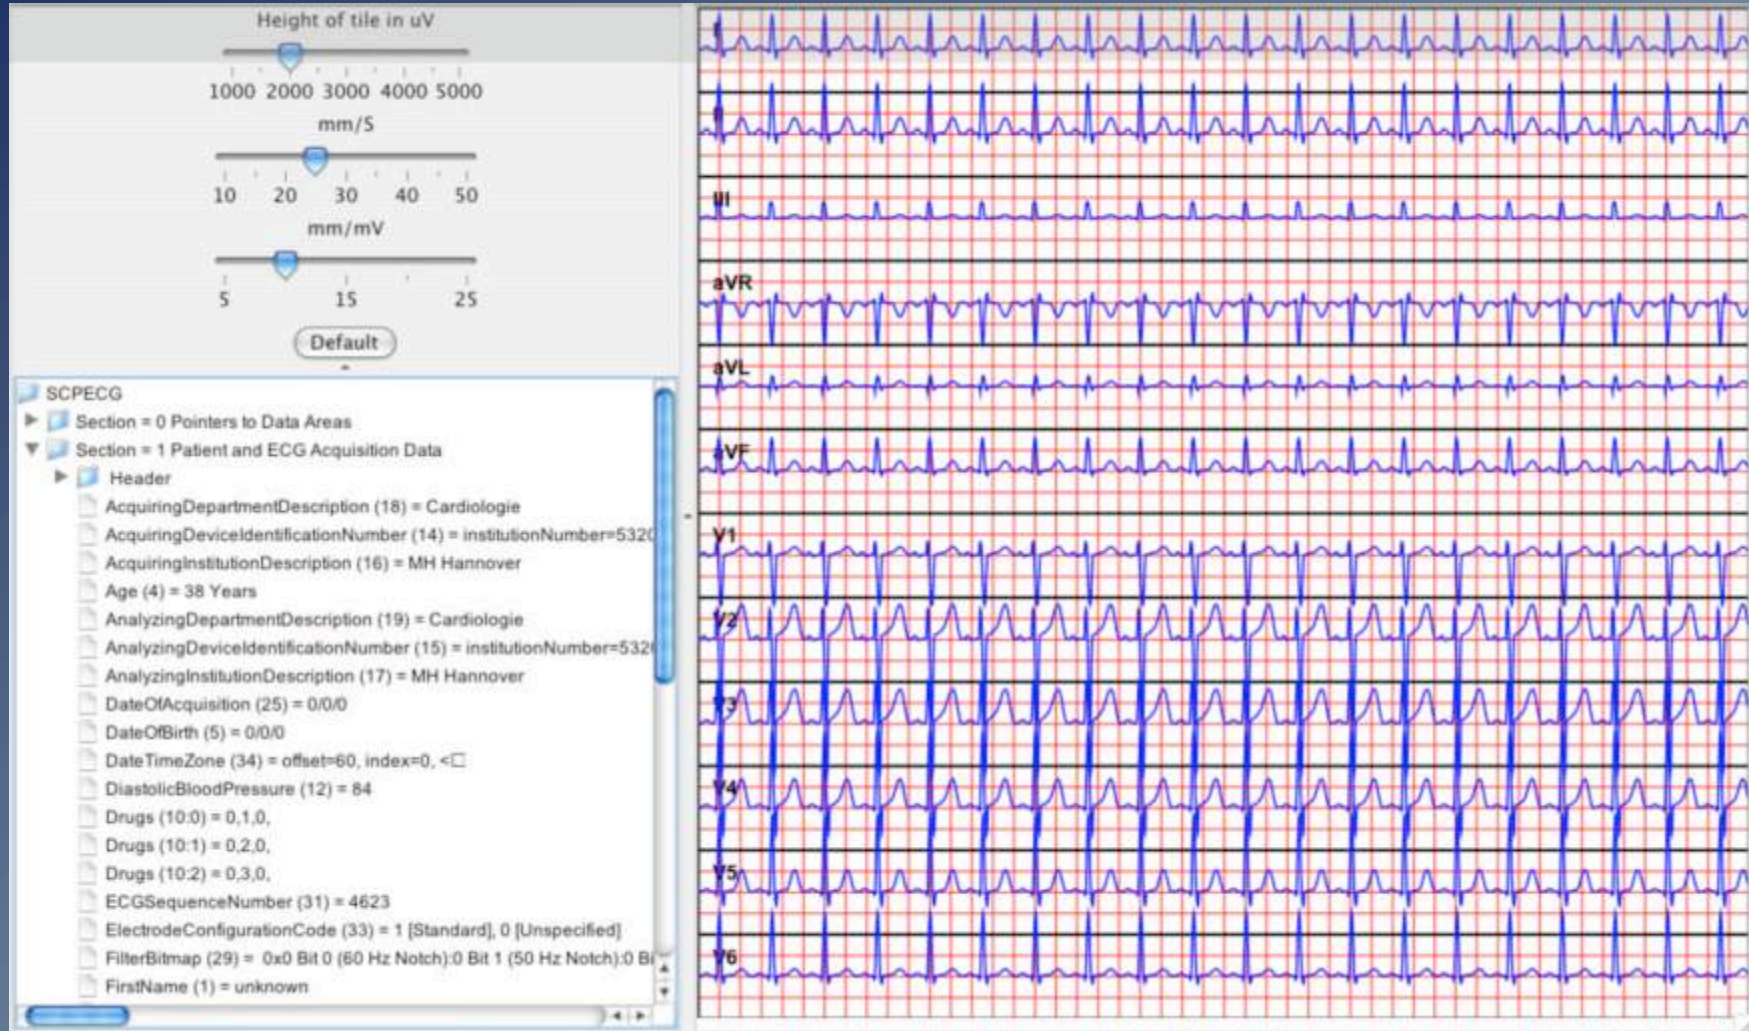 Height of tile in uV
1000 2000 3000 4000 5000
mm/S
10 20 30 40 50
mm/mV
5 15 25
Default
SCPECG
Section = 0 Pointers to Data Areas
Section = 1 Patient and ECG Acquisition Data
Header
AcquiringDepartmentDescription (18) = Cardiologie
AcquiringDeviceIdentificationNumber (14) = institutionNumber=5320
AcquiringInstitutionDescription (16) = MH Hannover
Age (4) = 38 Years
AnalyzingDepartmentDescription (19) = Cardiologie
AnalyzingDeviceIdentificationNumber (15) = institutionNumber=5320
AnalyzingInstitutionDescription (17) = MH Hannover
DateOfAcquisition (25) = 0/0/0
DateOfBirth (5) = 0/0/0
DateTimeZone (34) = offset=60, index=0, <□
DiastolicBloodPressure (12) = 84
Drugs (10:0) = 0,1,0,
Drugs (10:1) = 0,2,0,
Drugs (10:2) = 0,3,0,
ECGSequenceNumber (31) = 4623
ElectrodeConfigurationCode (33) = 1 [Standard], 0 [Unspecified]
FilterBitmap (29) = 0x0 Bit 0 (60 Hz Notch):0 Bit 1 (50 Hz Notch):0 Bi
FirstName (1) = unknown
I
II
III
aVR
aVL
aVF
V1
V2
V3
V4
V5
V6